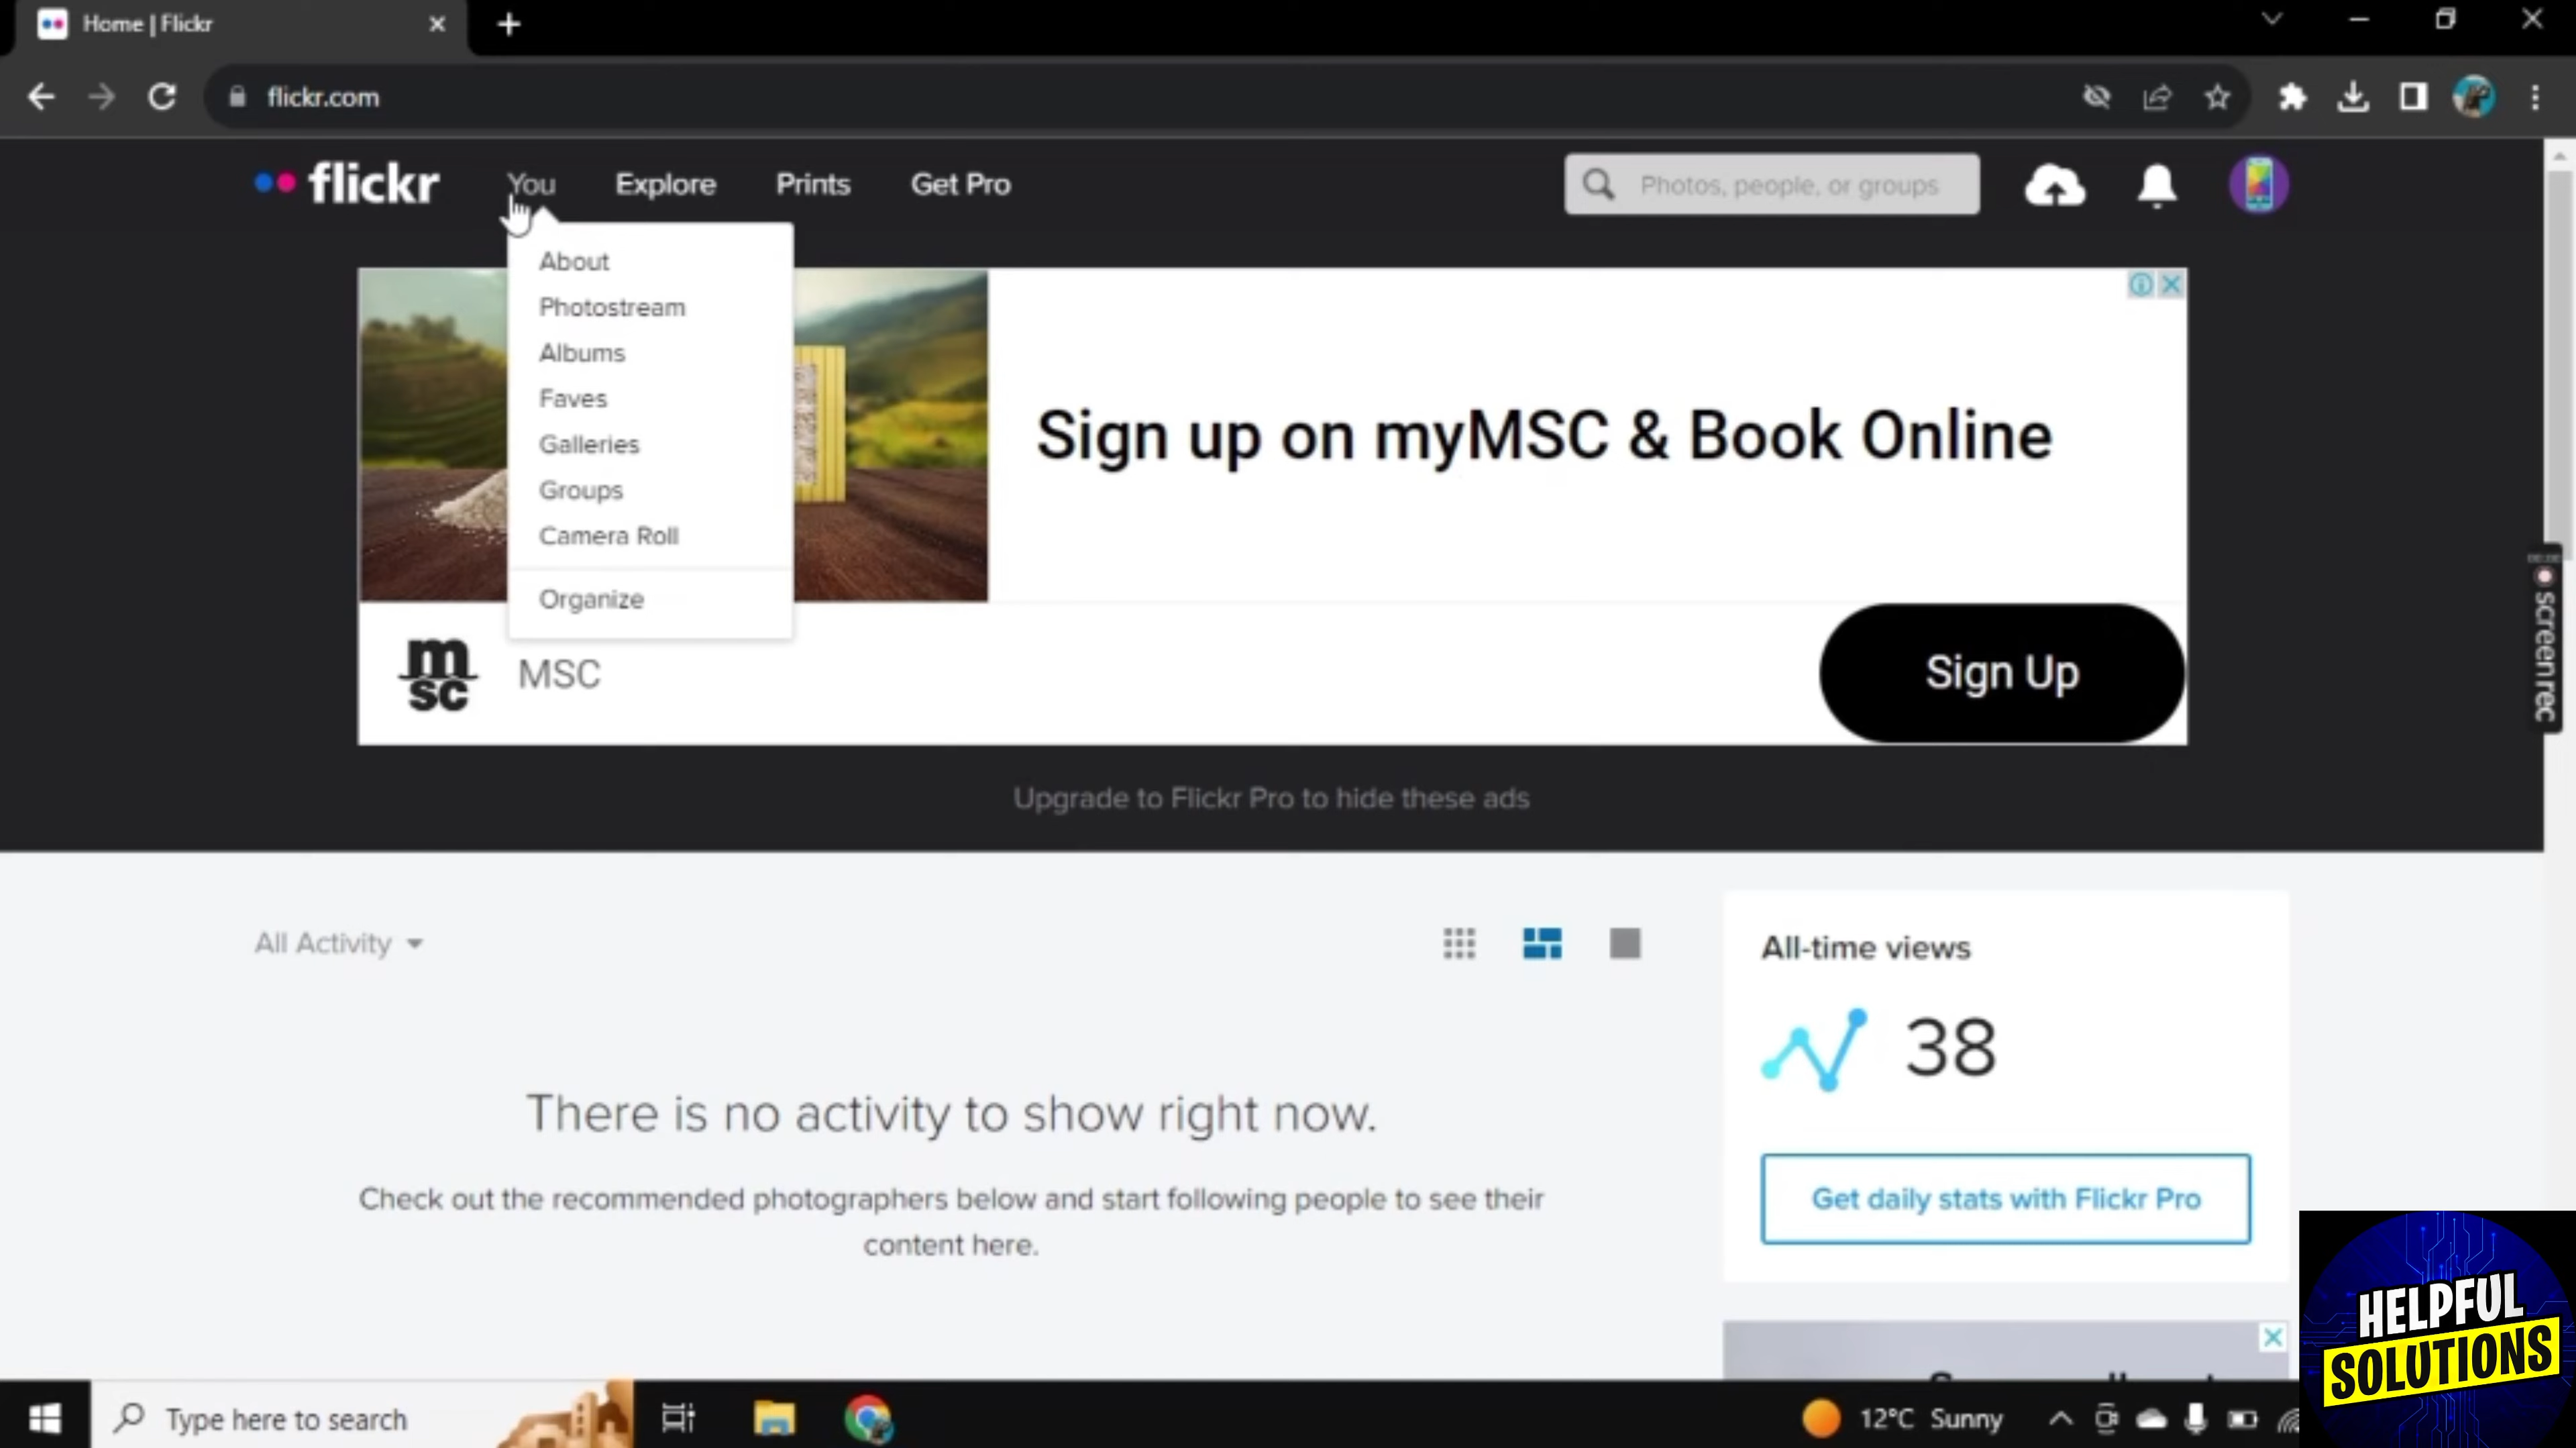 Home | Flickr
flickr.com
flickr You Explore Prints Get Pro Photos, people, or groups
About
Photostream
Albums
Faves
Galleries
Groups
Camera Roll
Organize
Sign up on myMSC & Book Online
msc MSC Sign Up
screenrec
Upgrade to Flickr Pro to hide these ads
All Activity
All-time views
38
There is no activity to show right now.
Check out the recommended photographers below and start following people to see their
content here.
Get daily stats with Flickr Pro
HELPFUL
SOLUTIONS
Type here to search
12°C Sunny